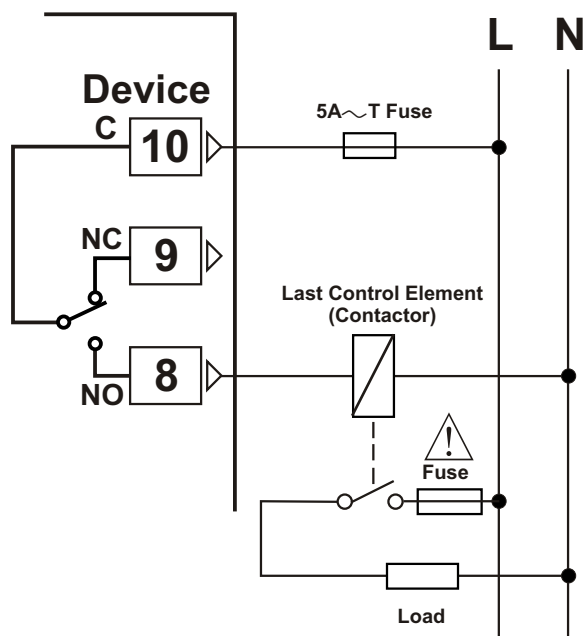 L N
Device
5A~T Fuse
C
10
NC
9
Last Control Element
(Contactor)
8
NO
Fuse
Load